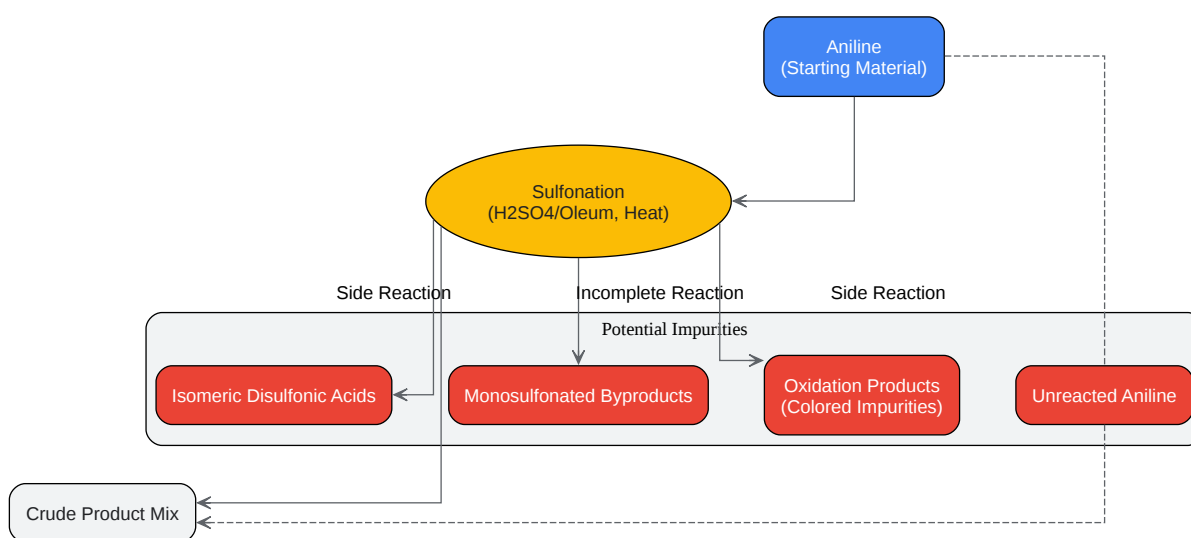 Aniline
(Starting Material)
Sulfonation
(H2SO4/Oleum, Heat)
Side Reaction
Incomplete Reaction
Side Reaction
Potential Impurities
Isomeric Disulfonic Acids
Monosulfonated Byproducts
Oxidation Products
(Colored Impurities)
Unreacted Aniline
Crude Product Mix